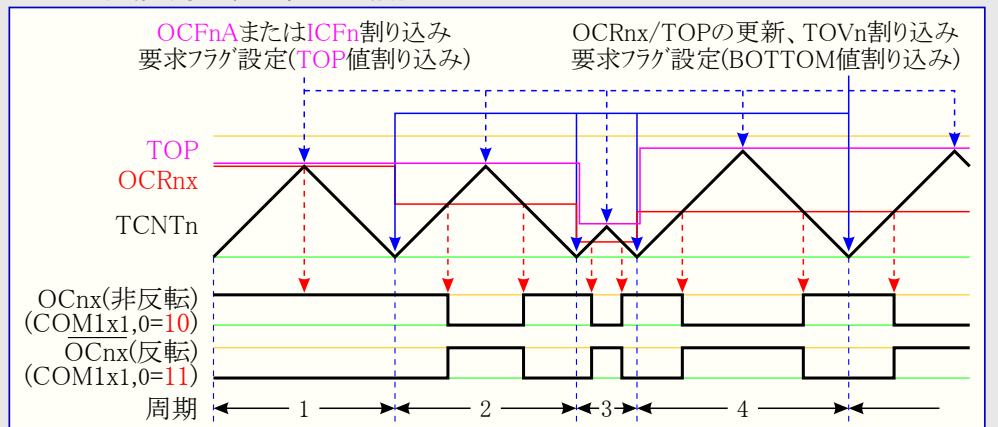 OCFnAまたはICFn割り込み
要求フラグ設定(TOP値割り込み)
OCRnx/TOPの更新、TOVn割り込み
要求フラグ設定(BOTTOM値割り込み)
TOP
OCRnx
TCNTn
OCnx(非反転)
(COM1x1,0=10)
OCnx(反転)
(COM1x1,0=11)
周期
1
2
3
4